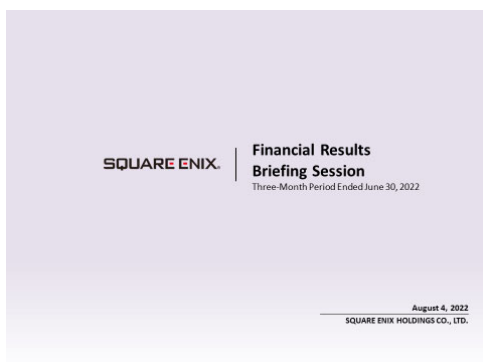 SQUARE ENIX.
Financial Results
Briefing Session
Three-Month Period Ended June 30, 2022
August 4, 2022
SQUARE ENIX HOLDINGS CO., LTD.